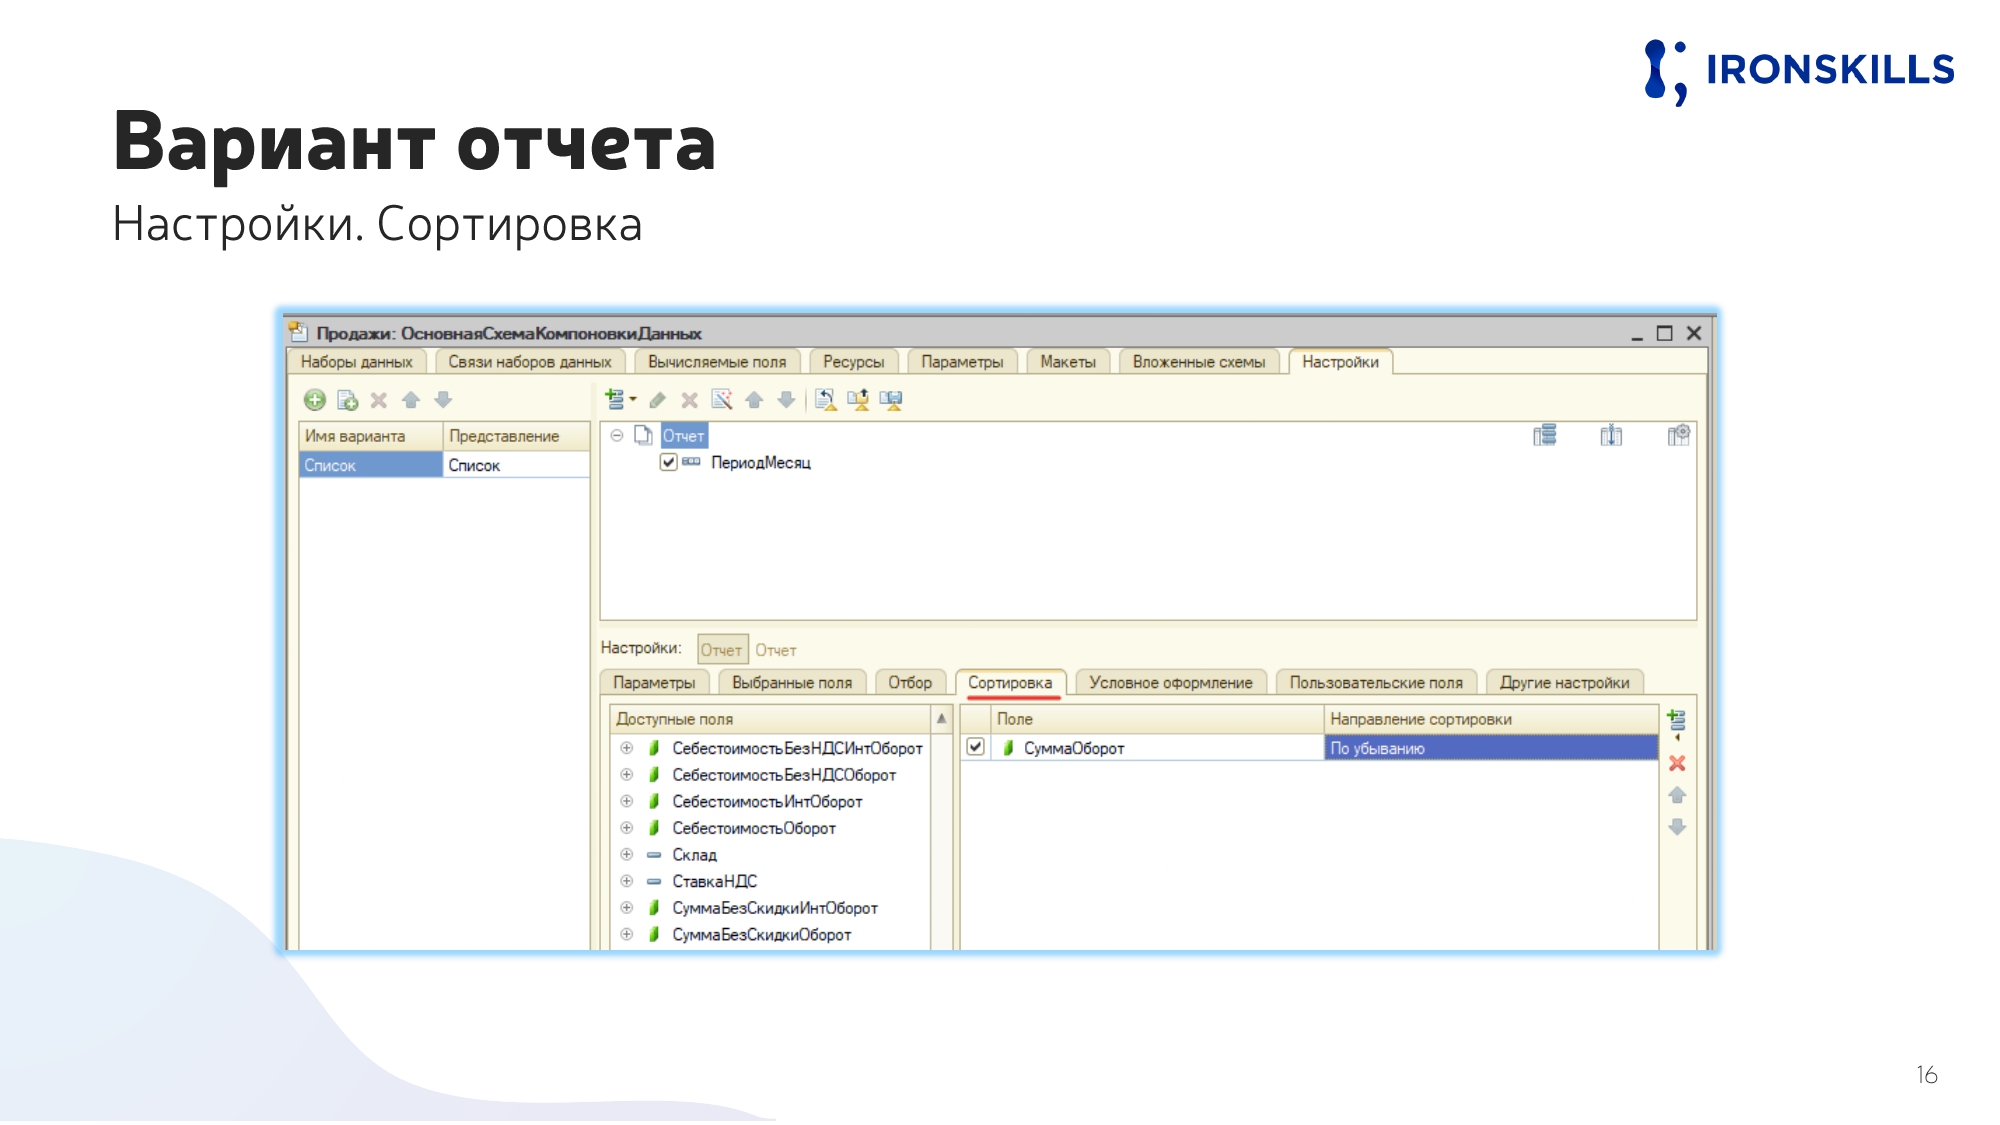 IRONSKILLS
Вариант отчета
Настройки. Сортировка
Продажи: ОсновнаяСхемаКомпоновкиДанных
Наборы данных Связи наборов данных Вычисляемые поля Ресурсы Параметры Макеты Вложенные схемы Настройки
Имя варианта Представление
Список Список
Отчет
ПериодМесяц
Настройки: Отчет Отчет
Параметры Выбранные поля Отбор Сортировка Условное оформление Пользовательские поля Другие настройки
Доступные поля Поле Направление сортировки
СебестоимостьБезНДСИнтОборот СуммаОборот По убыванию
СебестоимостьБезНДСОборот
СебестоимостьИнтОборот
СебестоимостьОборот
Склад
СтавкаНДС
СуммаБезСкидкиИнтОборот
СуммаБезСкидкиОборот
16